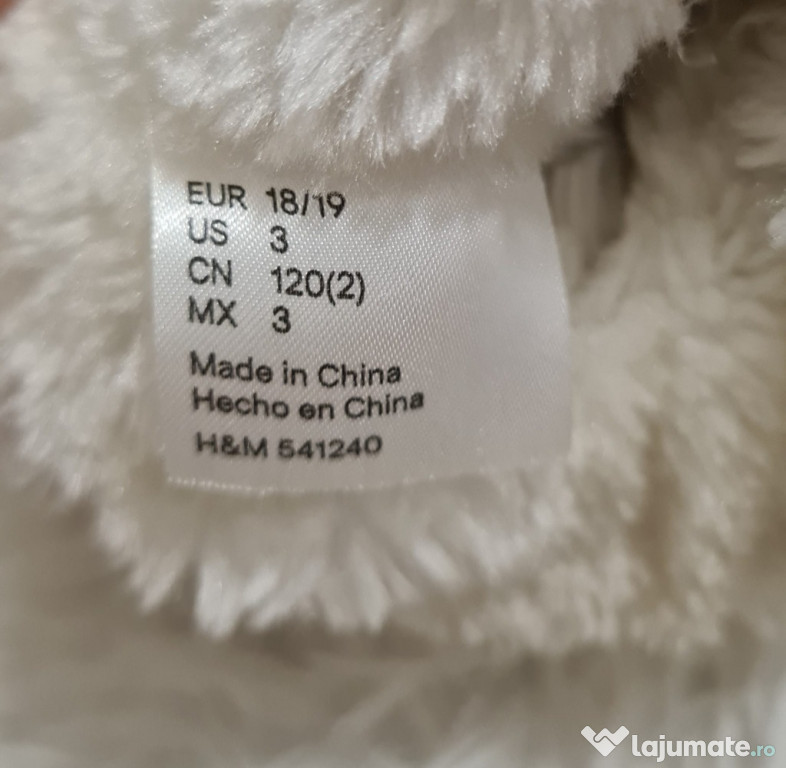 EUR 18/19
US 3
CN 120(2)
MX 3
Made in China
Hecho en China
H&M 541240
lajumate.ro